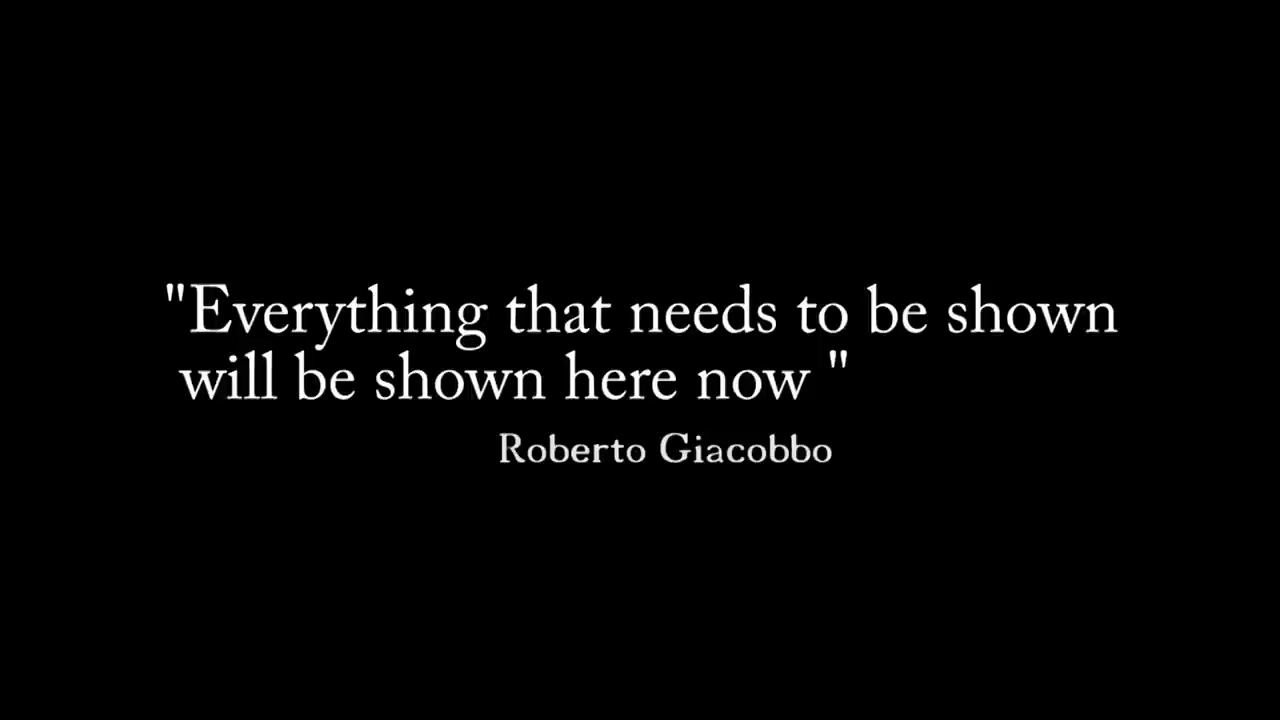 "Everything that needs to be shown
will be shown here now "
Roberto Giacobbo